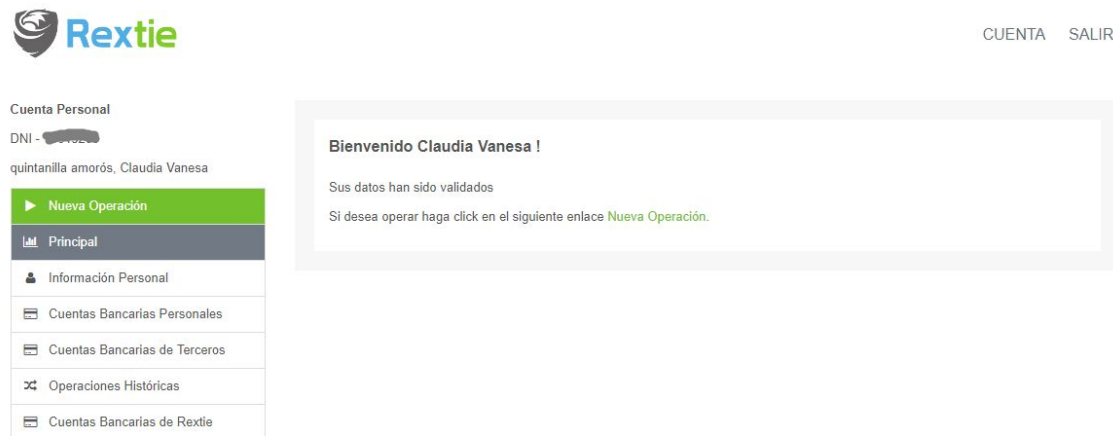 Rextie
CUENTA SALIR
Cuenta Personal
DNI -
quintanilla amorós, Claudia Vanesa
Nueva Operación
Principal
Información Personal
Cuentas Bancarias Personales
Cuentas Bancarias de Terceros
Operaciones Históricas
Cuentas Bancarias de Rextie
Bienvenido Claudia Vanesa !
Sus datos han sido validados
Si desea operar haga click en el siguiente enlace Nueva Operación.